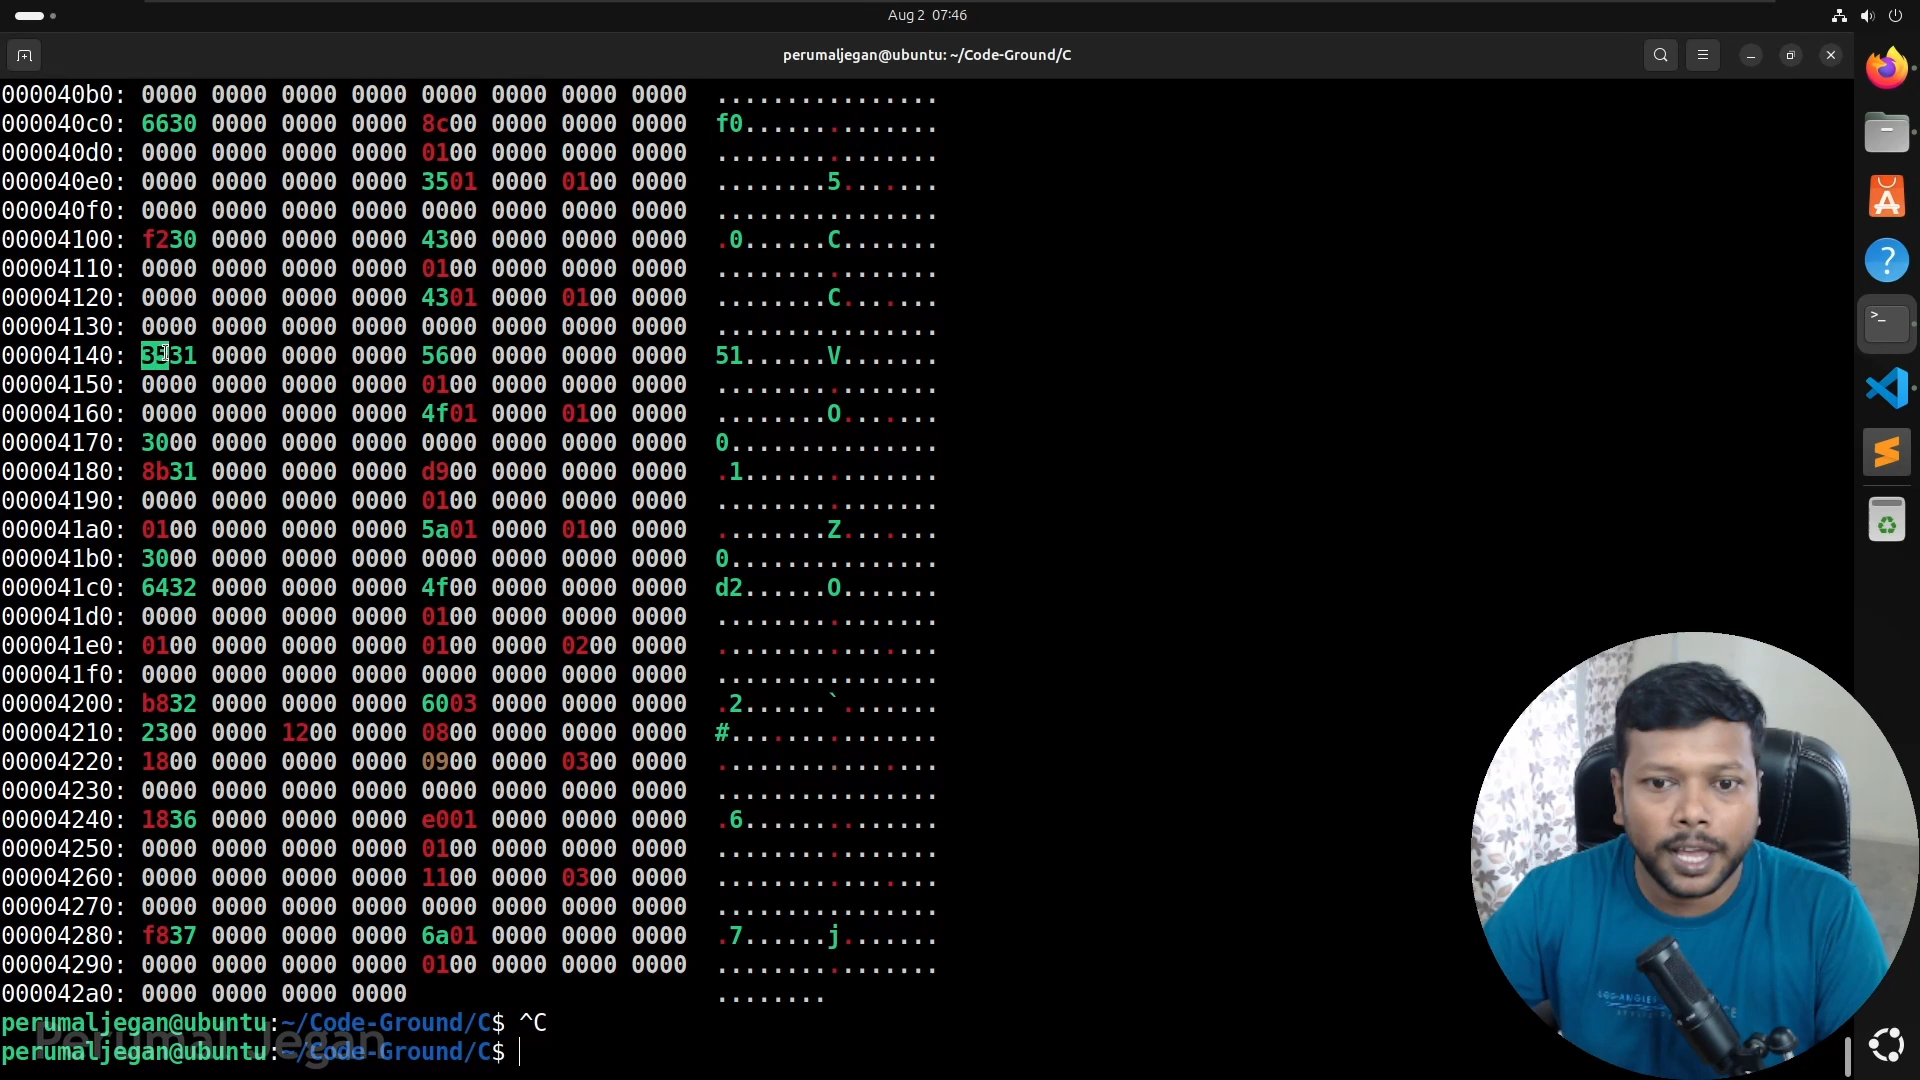 Aug 2 07:46
perumaljegan@ubuntu: ~/Code-Ground/C
000040b0: 0000 0000 0000 0000 0000 0000 0000 0000 ................
000040c0: 6630 0000 0000 0000 8c00 0000 0000 0000 f0..............
000040d0: 0000 0000 0000 0000 0100 0000 0000 0000 ................
000040e0: 0000 0000 0000 0000 3501 0000 0100 0000 ........5.......
000040f0: 0000 0000 0000 0000 0000 0000 0000 0000 ................
00004100: f230 0000 0000 0000 4300 0000 0000 0000 .0......C.......
00004110: 0000 0000 0000 0000 0100 0000 0000 0000 ................
00004120: 0000 0000 0000 0000 4301 0000 0100 0000 ........C.......
00004130: 0000 0000 0000 0000 0000 0000 0000 0000 ................
00004140: 3531 0000 0000 0000 5600 0000 0000 0000 51......V.......
00004150: 0000 0000 0000 0000 0100 0000 0000 0000 ................
00004160: 0000 0000 0000 0000 4f01 0000 0100 0000 ........O.......
00004170: 3000 0000 0000 0000 0000 0000 0000 0000 0...............
00004180: 8b31 0000 0000 0000 d900 0000 0000 0000 .1..............
00004190: 0000 0000 0000 0000 0100 0000 0000 0000 ................
000041a0: 0100 0000 0000 0000 5a01 0000 0100 0000 ........Z.......
000041b0: 3000 0000 0000 0000 0000 0000 0000 0000 0...............
000041c0: 6432 0000 0000 0000 4f00 0000 0000 0000 d2......O.......
000041d0: 0000 0000 0000 0000 0100 0000 0000 0000 ................
000041e0: 0100 0000 0000 0000 0100 0000 0200 0000 ................
000041f0: 0000 0000 0000 0000 0000 0000 0000 0000 ................
00004200: b832 0000 0000 0000 6003 0000 0000 0000 .2......`.......
00004210: 2300 0000 1200 0000 0800 0000 0000 0000 #...............
00004220: 1800 0000 0000 0000 0900 0000 0300 0000 ................
00004230: 0000 0000 0000 0000 0000 0000 0000 0000 ................
00004240: 1836 0000 0000 0000 e001 0000 0000 0000 .6..............
00004250: 0000 0000 0000 0000 0100 0000 0000 0000 ................
00004260: 0000 0000 0000 0000 1100 0000 0300 0000 ................
00004270: 0000 0000 0000 0000 0000 0000 0000 0000 ................
00004280: f837 0000 0000 0000 6a01 0000 0000 0000 .7......j.......
00004290: 0000 0000 0000 0000 0100 0000 0000 0000 ................
000042a0: 0000 0000 0000 0000 ........
perumaljegan@ubuntu:~/Code-Ground/C$ ^C
Perumal Jegan
perumaljegan@ubuntu:~/Code-Ground/C$